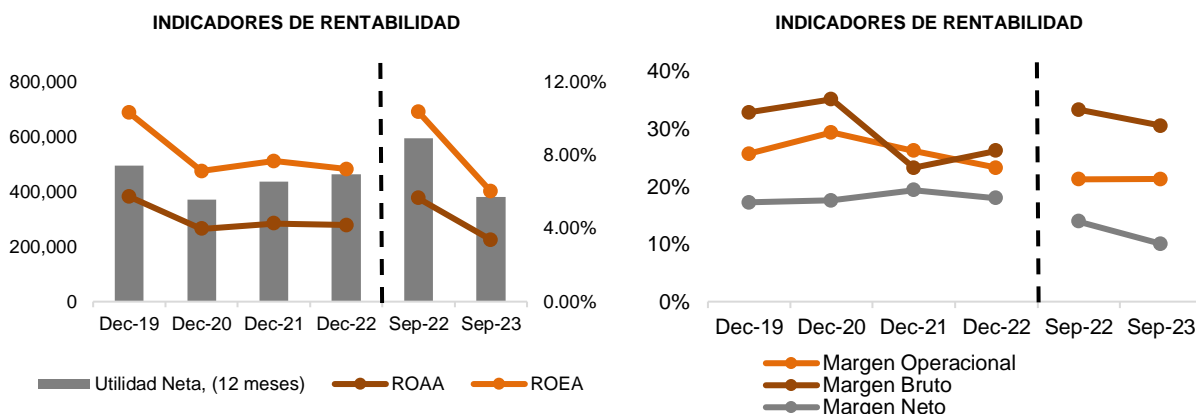 INDICADORES DE RENTABILIDAD
800,000
600,000
400,000
200,000
0
12.00%
8.00%
4.00%
0.00%
Dec-19 Dec-20 Dec-21 Dec-22 Sep-22 Sep-23
Utilidad Neta, (12 meses) ROAA ROEA
INDICADORES DE RENTABILIDAD
40%
30%
20%
10%
0%
Dec-19 Dec-20 Dec-21 Dec-22 Sep-22 Sep-23
Margen Operacional
Margen Bruto
Margen Neto